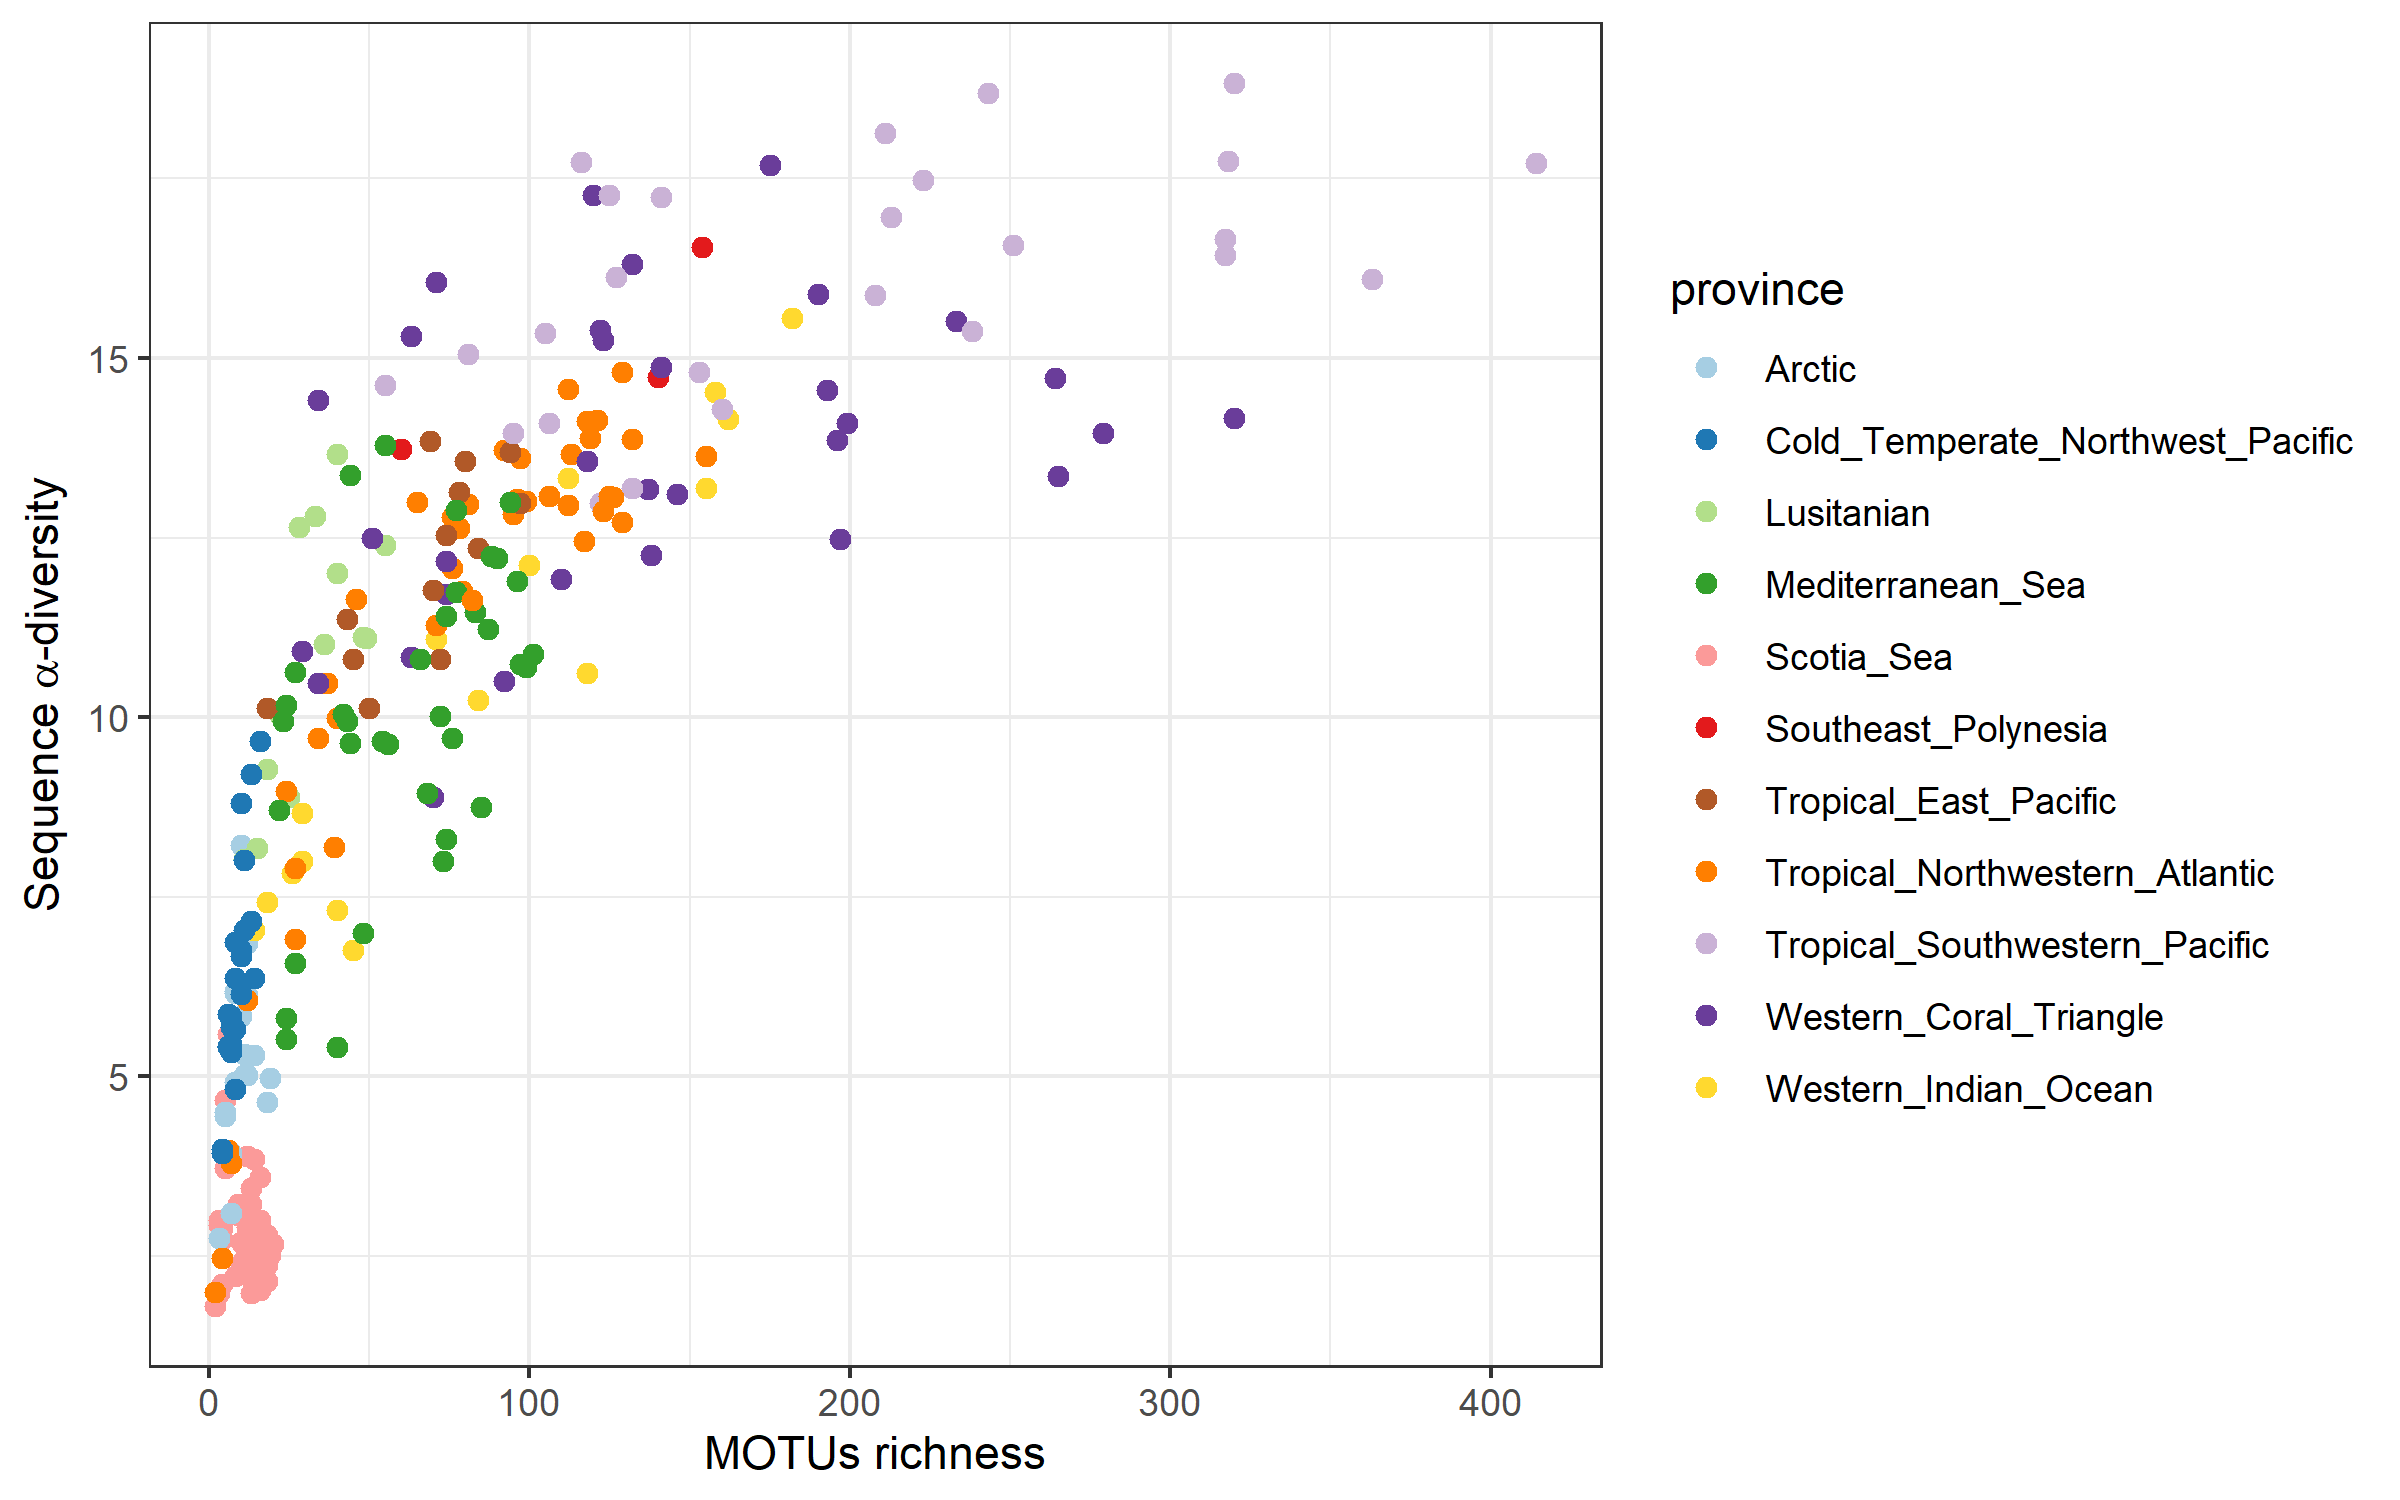 Sequence α-diversity
15
10
5
0
100
200
300
400
MOTUs richness
province
Arctic
Cold_Temperate_Northwest_Pacific
Lusitanian
Mediterranean_Sea
Scotia_Sea
Southeast_Polynesia
Tropical_East_Pacific
Tropical_Northwestern_Atlantic
Tropical_Southwestern_Pacific
Western_Coral_Triangle
Western_Indian_Ocean